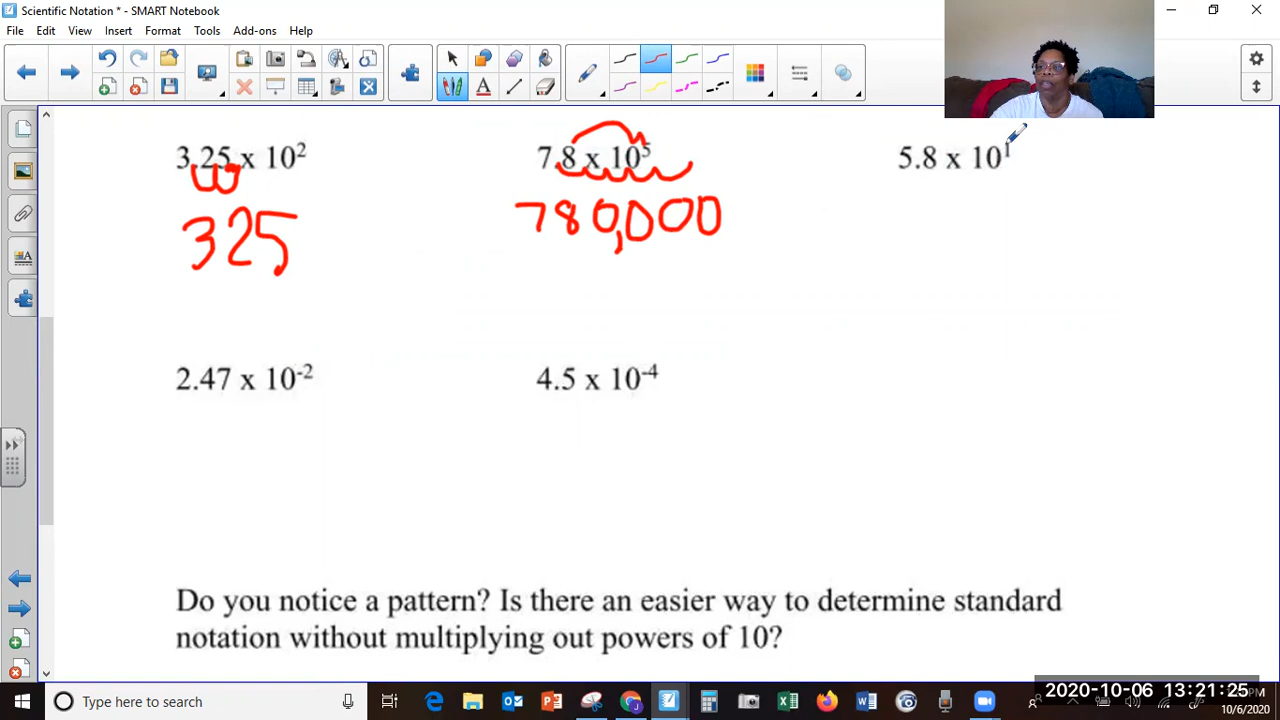 Scientific Notation * - SMART Notebook
File Edit View Insert Format Tools Add-ons Help
3.25 x 10² 7.8 x 10⁵ 5.8 x 10¹
325 780,000
2.47 x 10⁻² 4.5 x 10⁻⁴
Do you notice a pattern? Is there an easier way to determine standard
notation without multiplying out powers of 10?
Type here to search
2020-10-06 13:21:25
10/6/2020